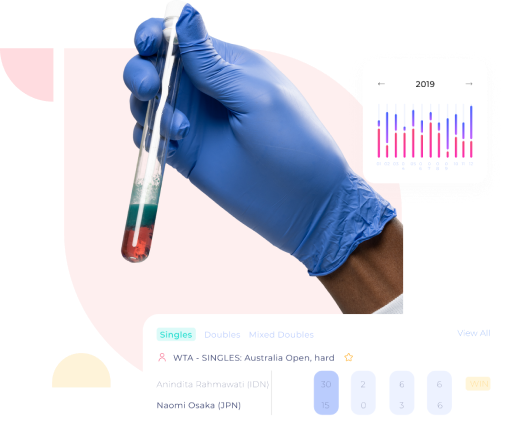 ← 2019 →
Singles Doubles Mixed Doubles View All
WTA - SINGLES: Australia Open, hard
Anindita Rahmawati (IDN) 30 2 6 6 WIN
Naomi Osaka (JPN) 15 0 3 6